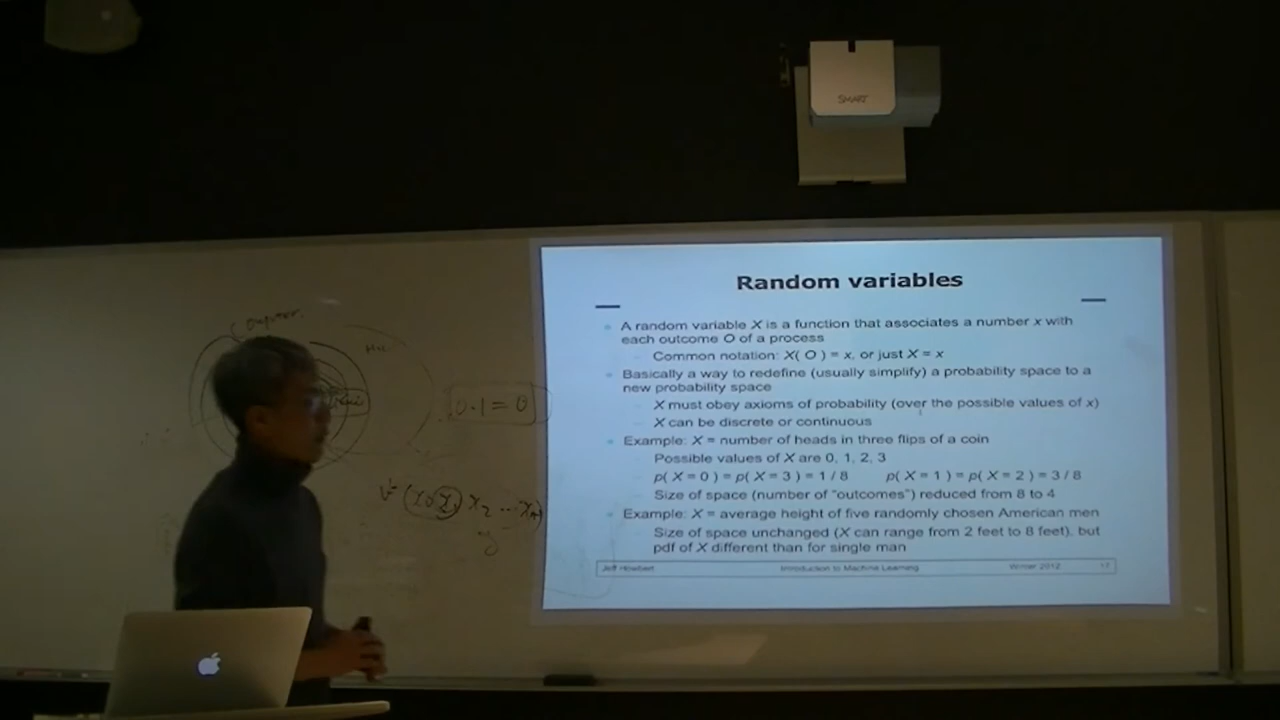 SMART
Random variables
A random variable X is a function that associates a number x with
each outcome O of a process
Common notation: X( O ) = x, or just X = x
Basically a way to redefine (usually simplify) a probability space to a
new probability space
X must obey axioms of probability (over the possible values of x)
X can be discrete or continuous
Example: X = number of heads in three flips of a coin
Possible values of X are 0, 1, 2, 3
p( X = 0 ) = p( X = 3 ) = 1 / 8 p( X = 1 ) = p( X = 2 ) = 3 / 8
Size of space (number of "outcomes") reduced from 8 to 4
Example: X = average height of five randomly chosen American men
Size of space unchanged (X can range from 2 feet to 8 feet), but
pdf of X different than for single man
Jeff Howbert Introduction to Machine Learning Winter 2012 17
0.1 = 0